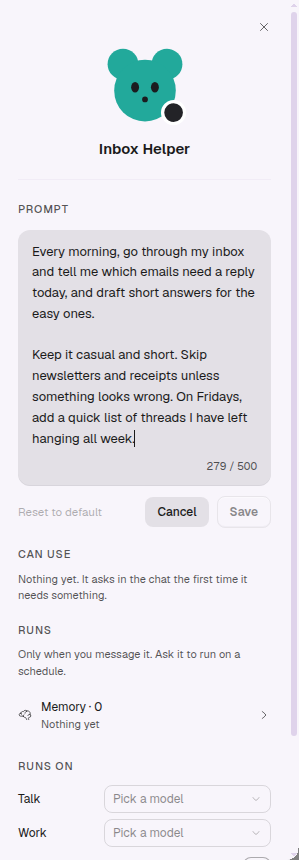 Inbox Helper
PROMPT
Every morning, go through my inbox
and tell me which emails need a reply
today, and draft short answers for the
easy ones.
Keep it casual and short. Skip
newsletters and receipts unless
something looks wrong. On Fridays,
add a quick list of threads I have left
hanging all week.
279 / 500
Reset to default Cancel Save
CAN USE
Nothing yet. It asks in the chat the first time it
needs something.
RUNS
Only when you message it. Ask it to run on a
schedule.
Memory · 0
Nothing yet
RUNS ON
Talk Pick a model
Work Pick a model